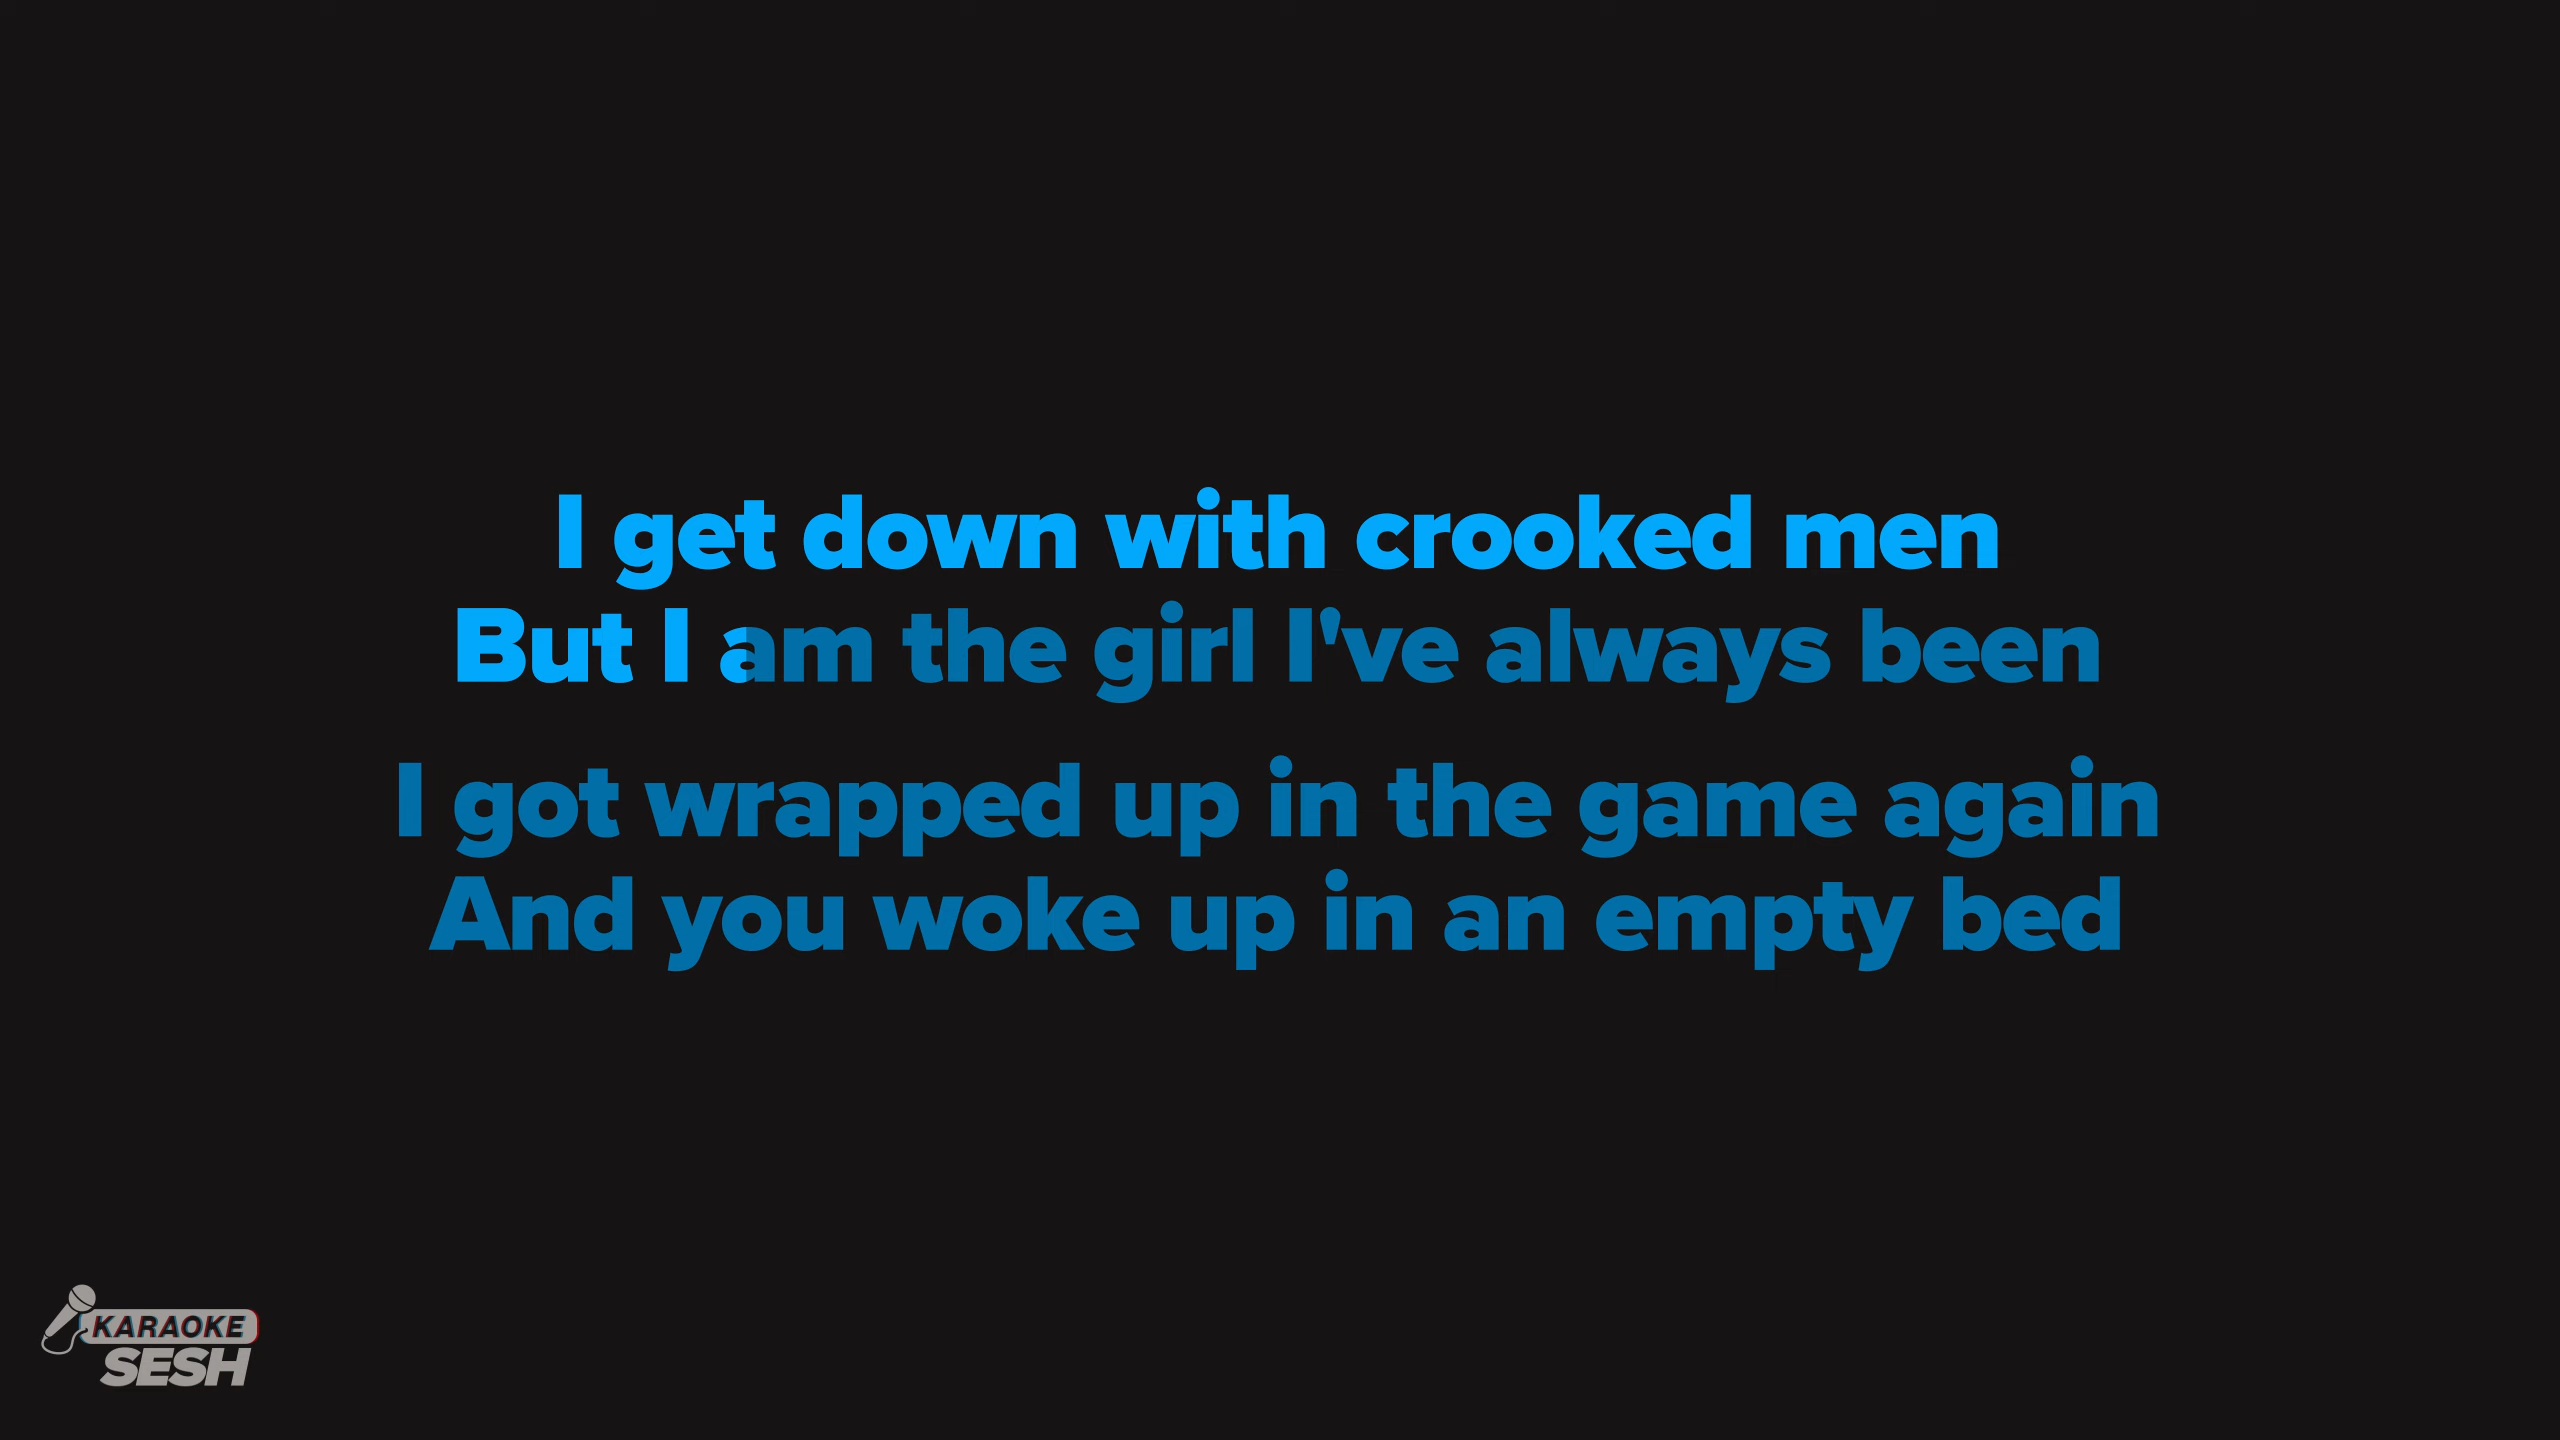 I get down with crooked men
But I am the girl I've always been
I got wrapped up in the game again
And you woke up in an empty bed
KARAOKE
SESH